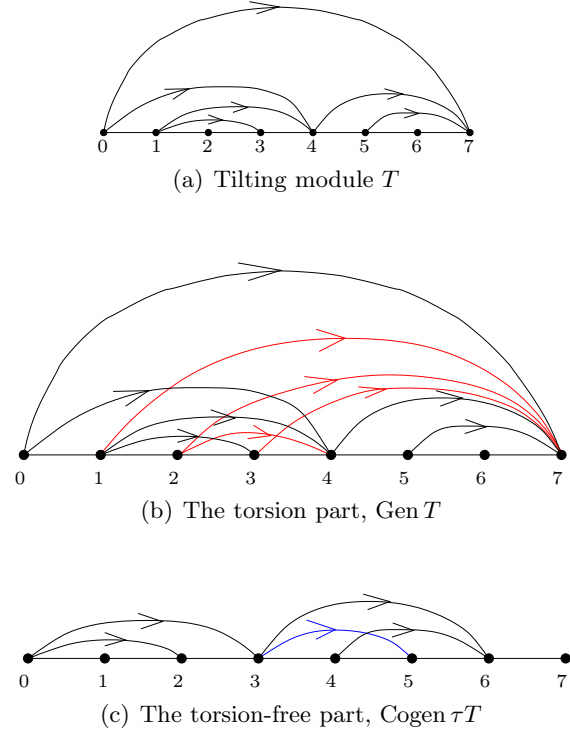 0 1 2 3 4 5 6 7
(a) Tilting module T
0 1 2 3 4 5 6 7
(b) The torsion part, Gen T
0 1 2 3 4 5 6 7
(c) The torsion-free part, Cogen τT